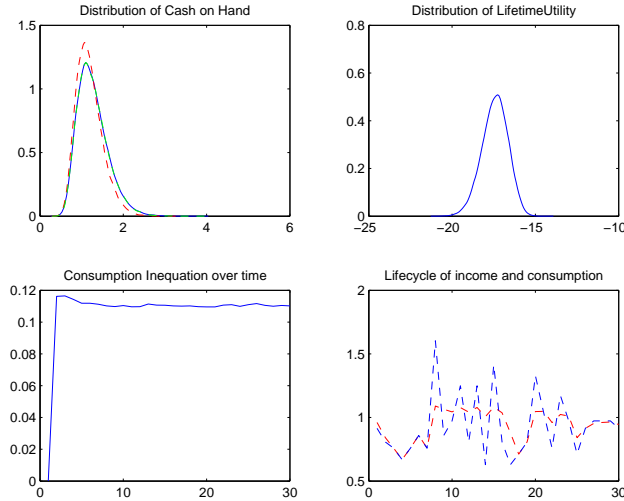 Distribution of Cash on Hand
1.5
1
0.5
0
0 2 4 6
Distribution of LifetimeUtility
0.8
0.6
0.4
0.2
0
−25 −20 −15 −10
Consumption Inequation over time
0.12
0.1
0.08
0.06
0.04
0.02
0
0 10 20 30
Lifecycle of income and consumption
2
1.5
1
0.5
0 10 20 30